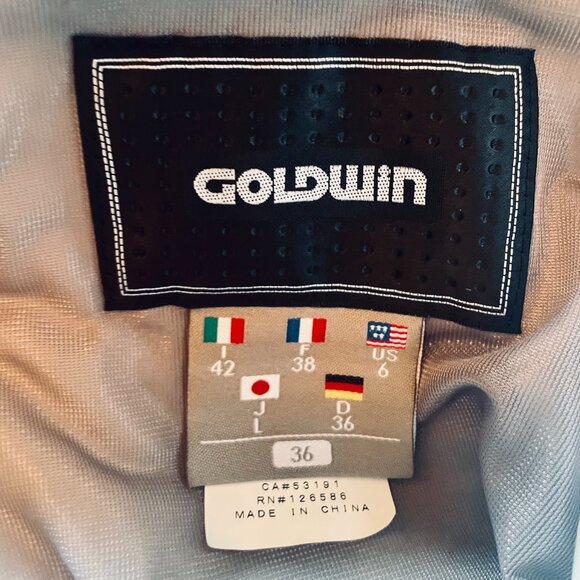 GOLDWIN
I F US
42 38 6
J D
L 36
36
CA#53191
RN#126586
MADE IN CHINA